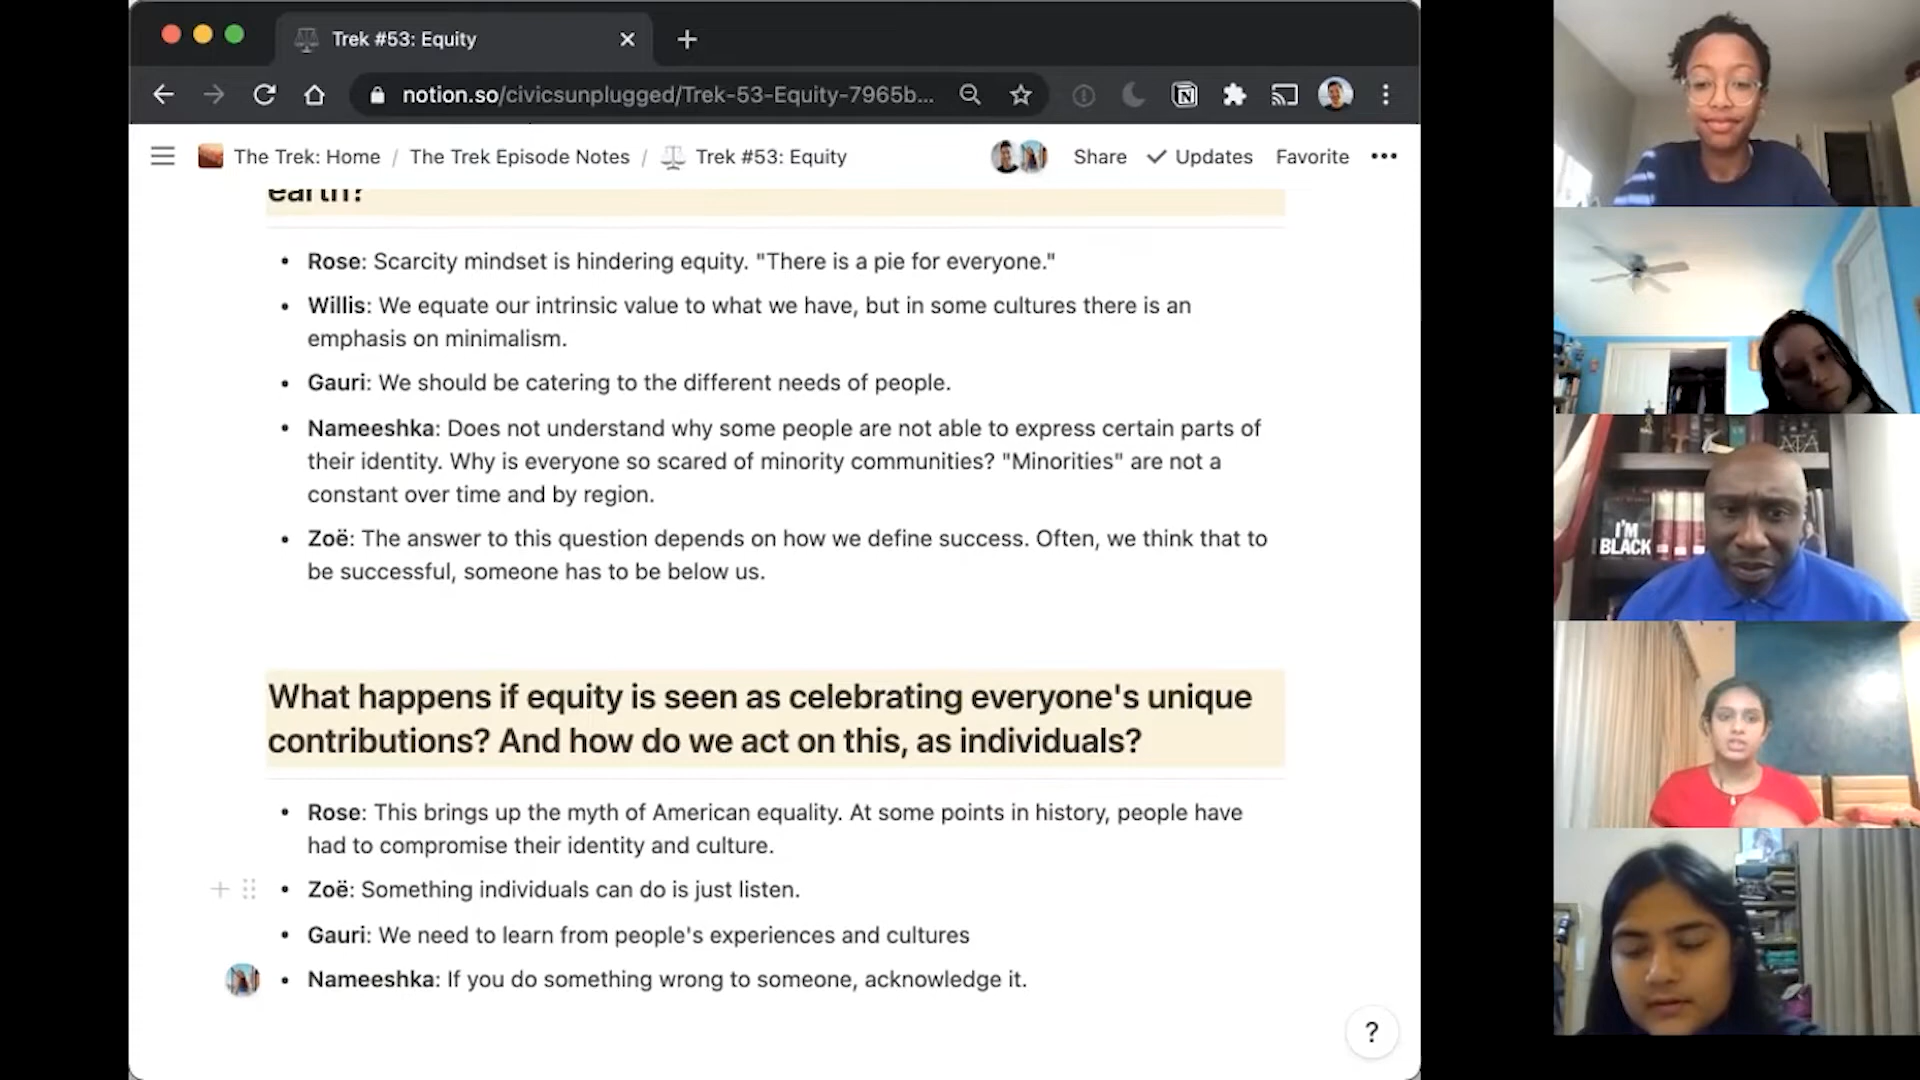 Trek #53: Equity
notion.so/civicsunplugged/Trek-53-Equity-7965b...
The Trek: Home / The Trek Episode Notes / Trek #53: Equity
Share Updates Favorite
earth?
• Rose: Scarcity mindset is hindering equity. "There is a pie for everyone."
• Willis: We equate our intrinsic value to what we have, but in some cultures there is an
emphasis on minimalism.
• Gauri: We should be catering to the different needs of people.
• Nameeshka: Does not understand why some people are not able to express certain parts of
their identity. Why is everyone so scared of minority communities? "Minorities" are not a
constant over time and by region.
• Zoë: The answer to this question depends on how we define success. Often, we think that to
be successful, someone has to be below us.
What happens if equity is seen as celebrating everyone's unique
contributions? And how do we act on this, as individuals?
• Rose: This brings up the myth of American equality. At some points in history, people have
had to compromise their identity and culture.
• Zoë: Something individuals can do is just listen.
• Gauri: We need to learn from people's experiences and cultures
• Nameeshka: If you do something wrong to someone, acknowledge it.
?
ATA
I'M
BLACK